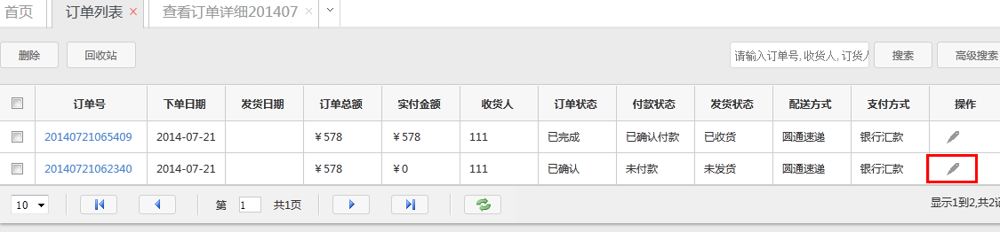 首页 订单列表 × 查看订单详细201407 ×
删除 回收站 请输入订单号,收货人,订货人 搜索 高级搜索
订单号 下单日期 发货日期 订单总额 实付金额 收货人 订单状态 付款状态 发货状态 配送方式 支付方式 操作
20140721065409 2014-07-21 ￥578 ￥578 111 已完成 已确认付款 已收货 圆通速递 银行汇款
20140721062340 2014-07-21 ￥578 ￥0 111 已确认 未付款 未发货 圆通速递 银行汇款
10 第 1 共1页 显示1到2,共2记